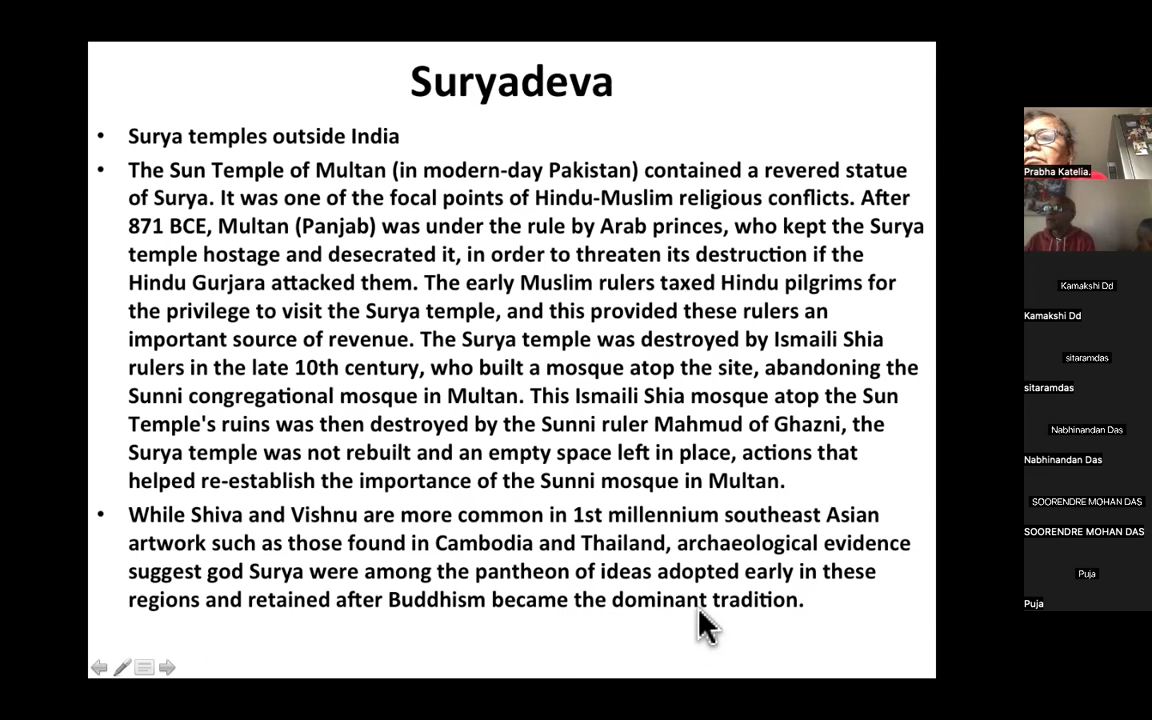 Suryadeva
• Surya temples outside India
• The Sun Temple of Multan (in modern-day Pakistan) contained a revered statue
of Surya. It was one of the focal points of Hindu-Muslim religious conflicts. After
871 BCE, Multan (Panjab) was under the rule by Arab princes, who kept the Surya
temple hostage and desecrated it, in order to threaten its destruction if the
Hindu Gurjara attacked them. The early Muslim rulers taxed Hindu pilgrims for
the privilege to visit the Surya temple, and this provided these rulers an
important source of revenue. The Surya temple was destroyed by Ismaili Shia
rulers in the late 10th century, who built a mosque atop the site, abandoning the
Sunni congregational mosque in Multan. This Ismaili Shia mosque atop the Sun
Temple's ruins was then destroyed by the Sunni ruler Mahmud of Ghazni, the
Surya temple was not rebuilt and an empty space left in place, actions that
helped re-establish the importance of the Sunni mosque in Multan.
• While Shiva and Vishnu are more common in 1st millennium southeast Asian
artwork such as those found in Cambodia and Thailand, archaeological evidence
suggest god Surya were among the pantheon of ideas adopted early in these
regions and retained after Buddhism became the dominant tradition.
Prabha Katelia.
Kamakshi Dd
Kamakshi Dd
sitaramdas
sitaramdas
Nabhinandan Das
Nabhinandan Das
SOORENDRE MOHAN DAS
SOORENDRE MOHAN DAS
Puja
Puja